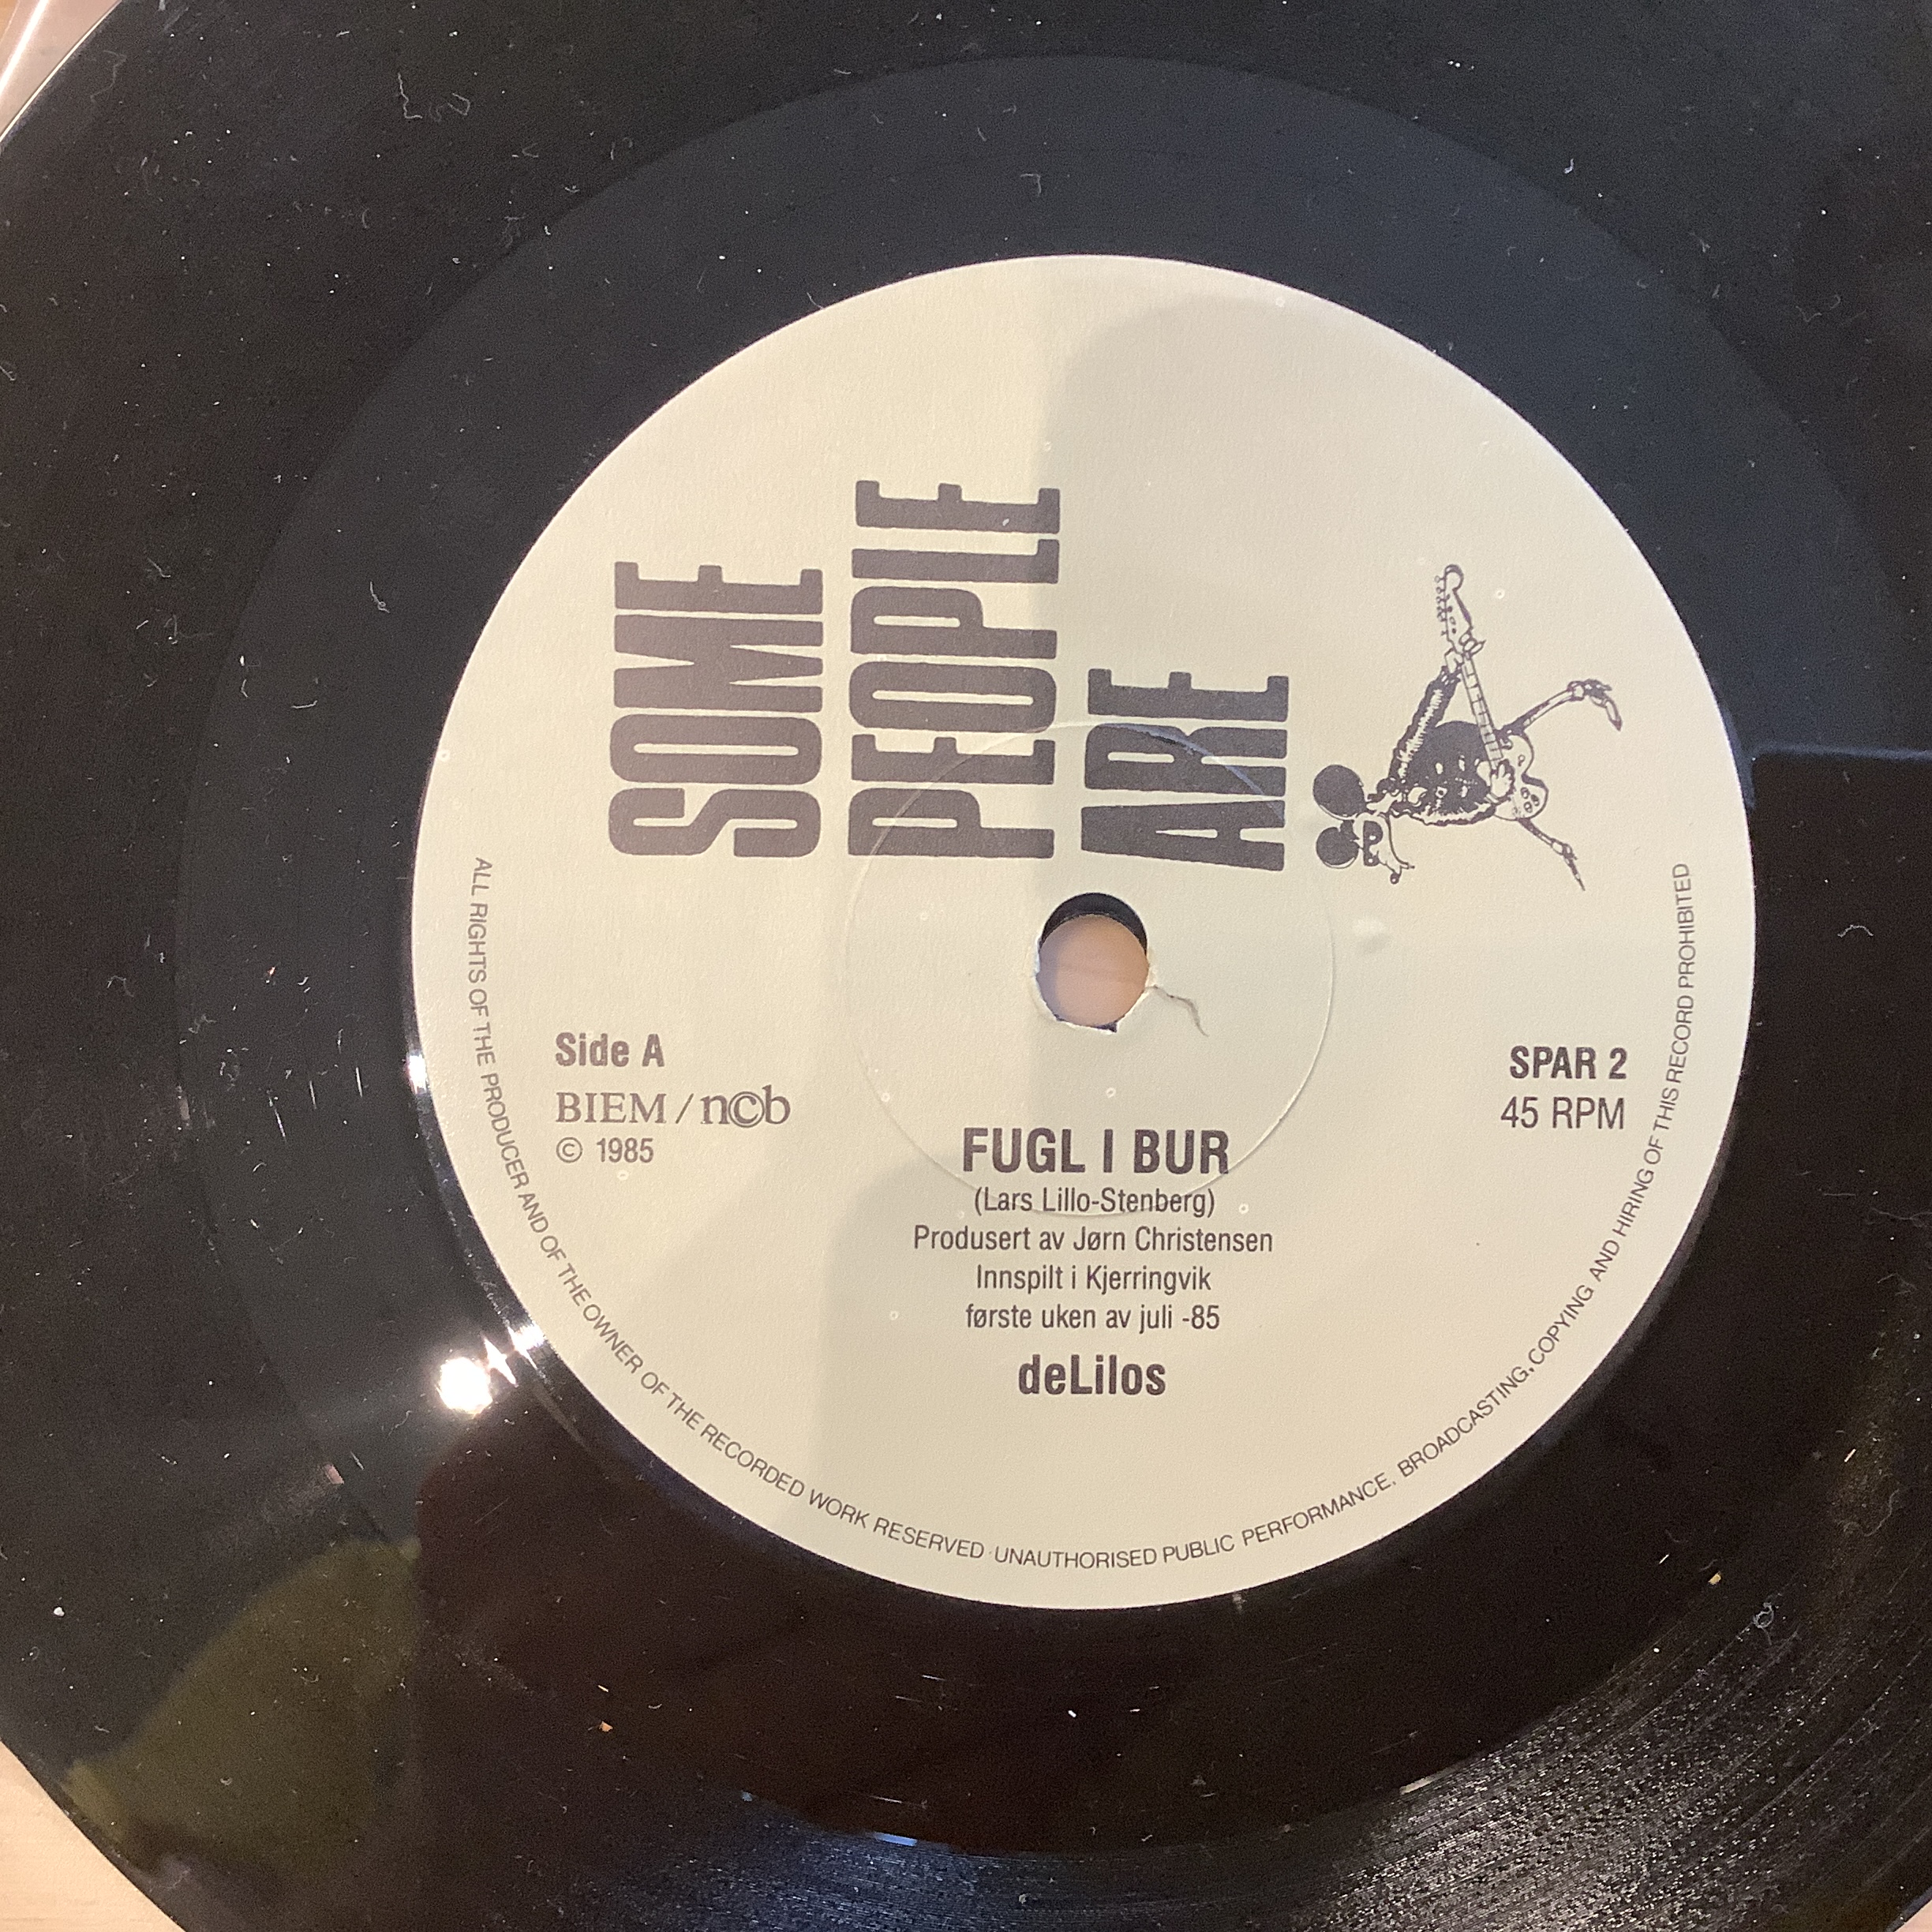 SOME
PEOPLE
ARE
Side A
BIEM / ncb
© 1985
SPAR 2
45 RPM
FUGL I BUR
(Lars Lillo-Stenberg)
Produsert av Jørn Christensen
Innspilt i Kjerringvik
første uken av juli -85
deLilos
ALL RIGHTS OF THE PRODUCER AND OF THE OWNER OF THE RECORDED WORK RESERVED · UNAUTHORISED PUBLIC PERFORMANCE. BROADCASTING, COPYING AND HIRING OF THIS RECORD PROHIBITED